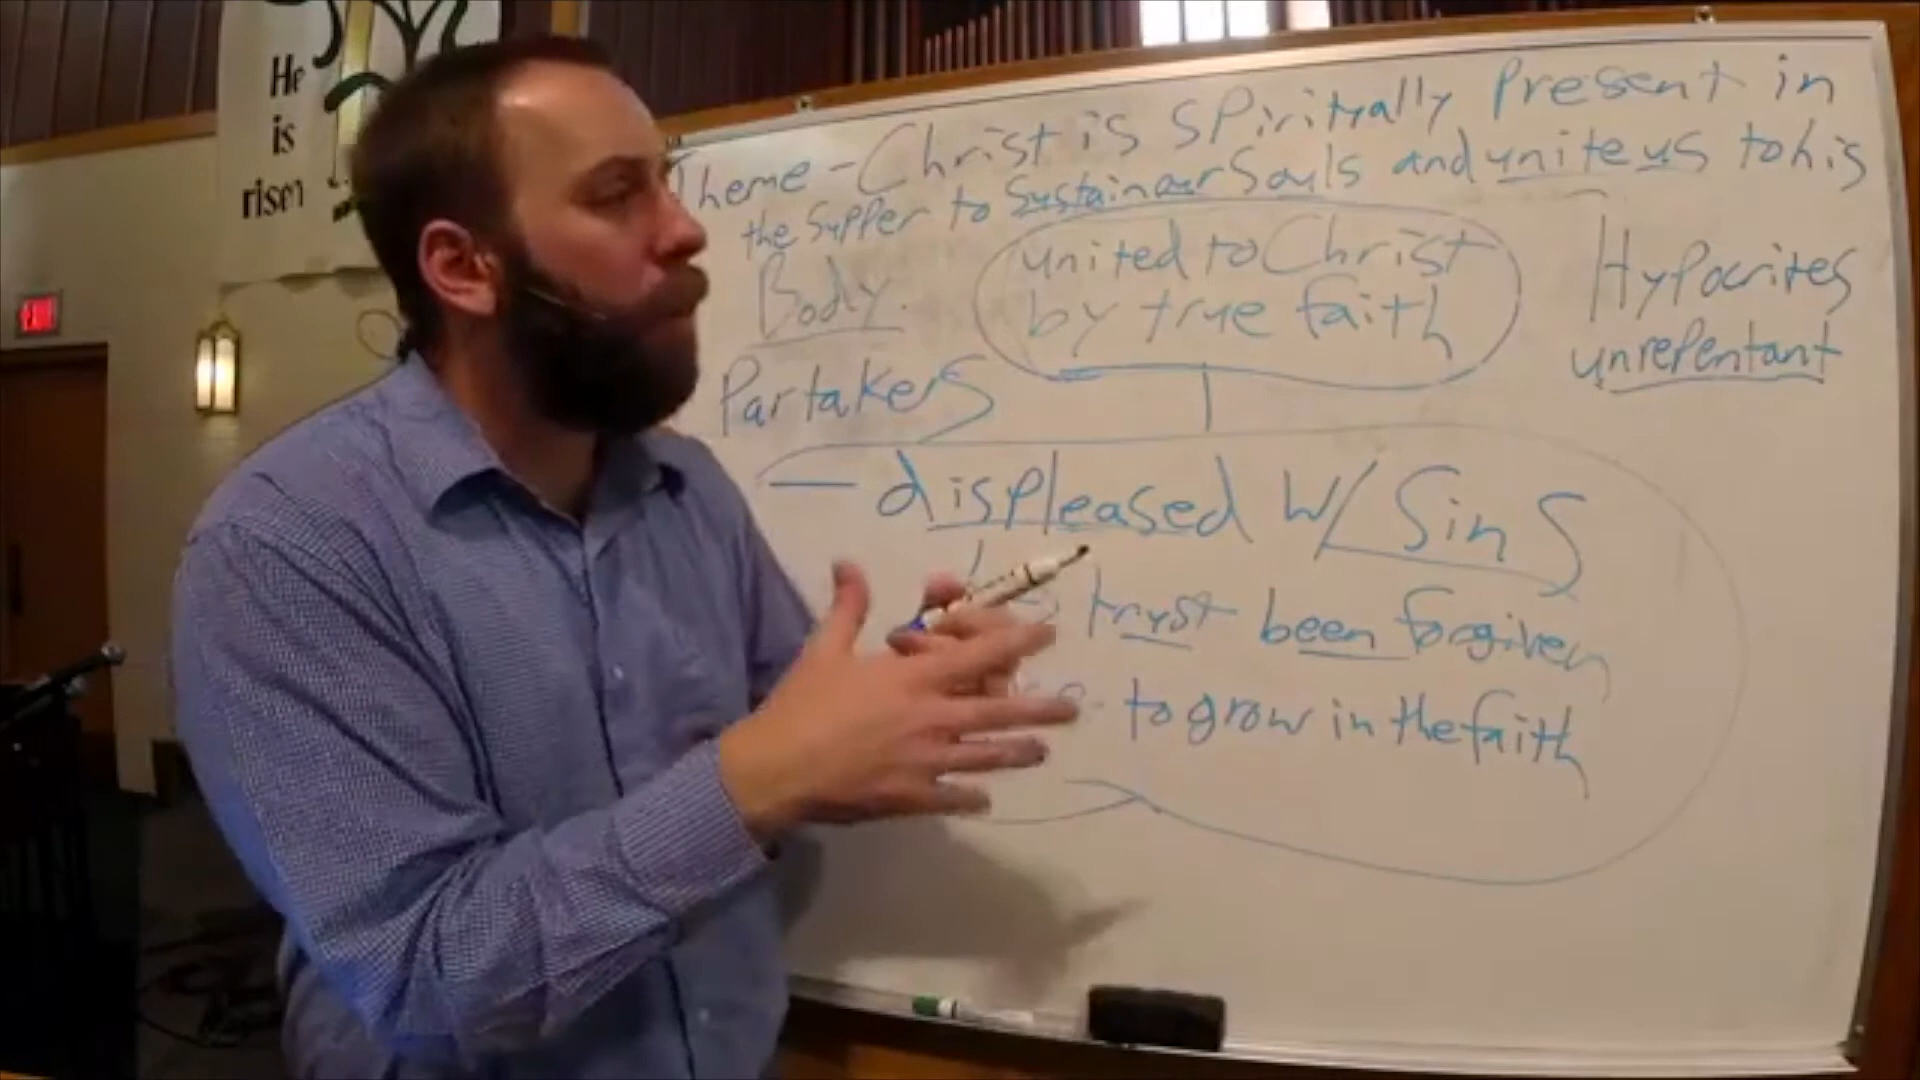 He
is
risen
Theme - Christ is spiritually present in
the supper to sustain our souls and unite us to his
Body.
united to Christ
by true faith
Hypocrites
unrepentant
Partakers
- displeased w/ sins
trust been forgiven
to grow in the faith